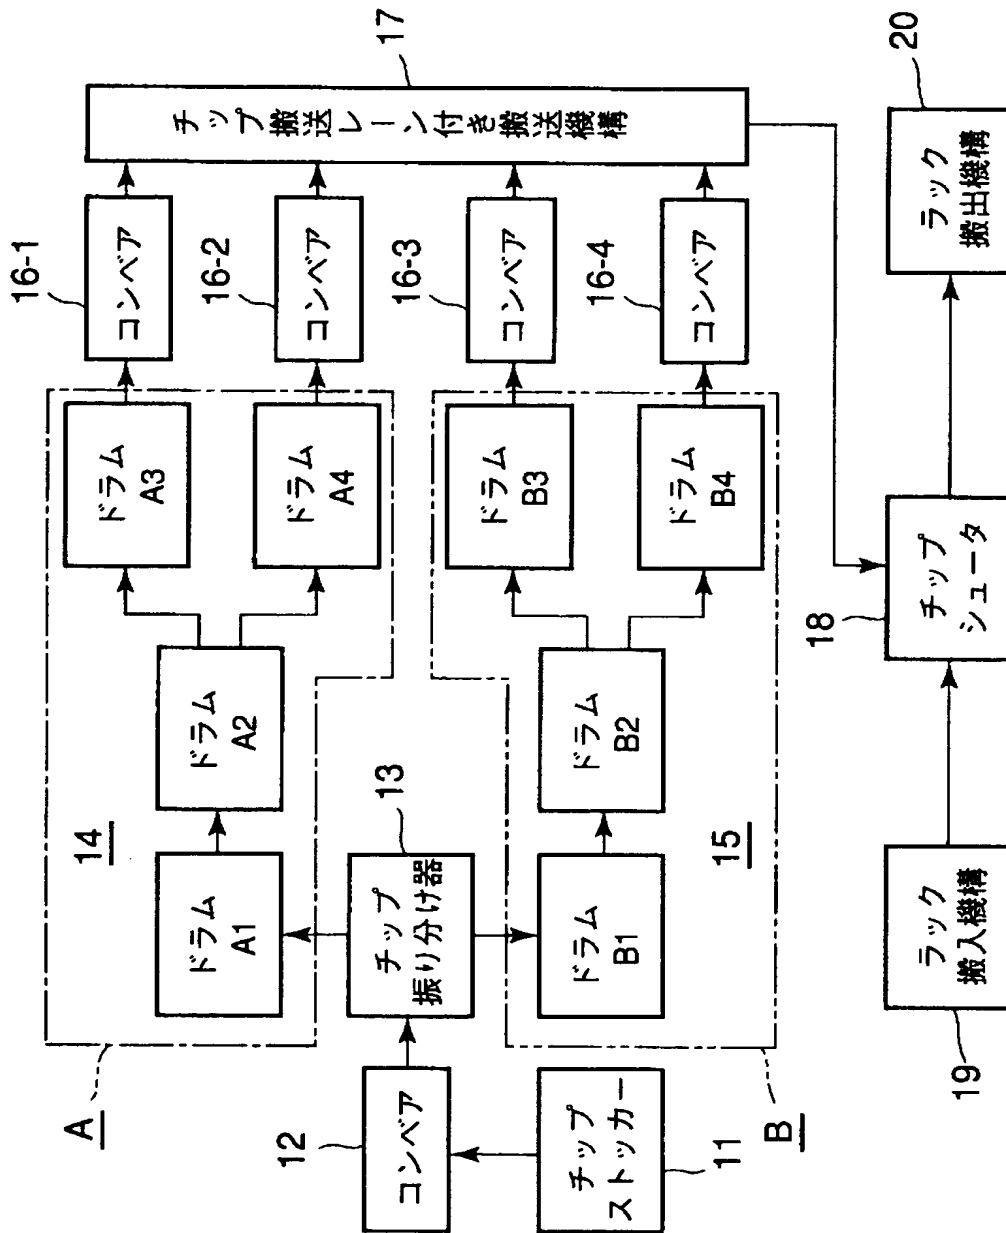 A
14
ドラム
A1
ドラム
A2
ドラム
A3
ドラム
A4
16-1
コンベア
16-2
コンベア
17
チップ搬送レーン付き搬送機構
12
コンベア
13
チップ
振り分け器
11
チップ
ストッカー
B
15
ドラム
B1
ドラム
B2
ドラム
B3
ドラム
B4
16-3
コンベア
16-4
コンベア
19
ラック
搬入機構
18
チップ
シュータ
20
ラック
搬出機構